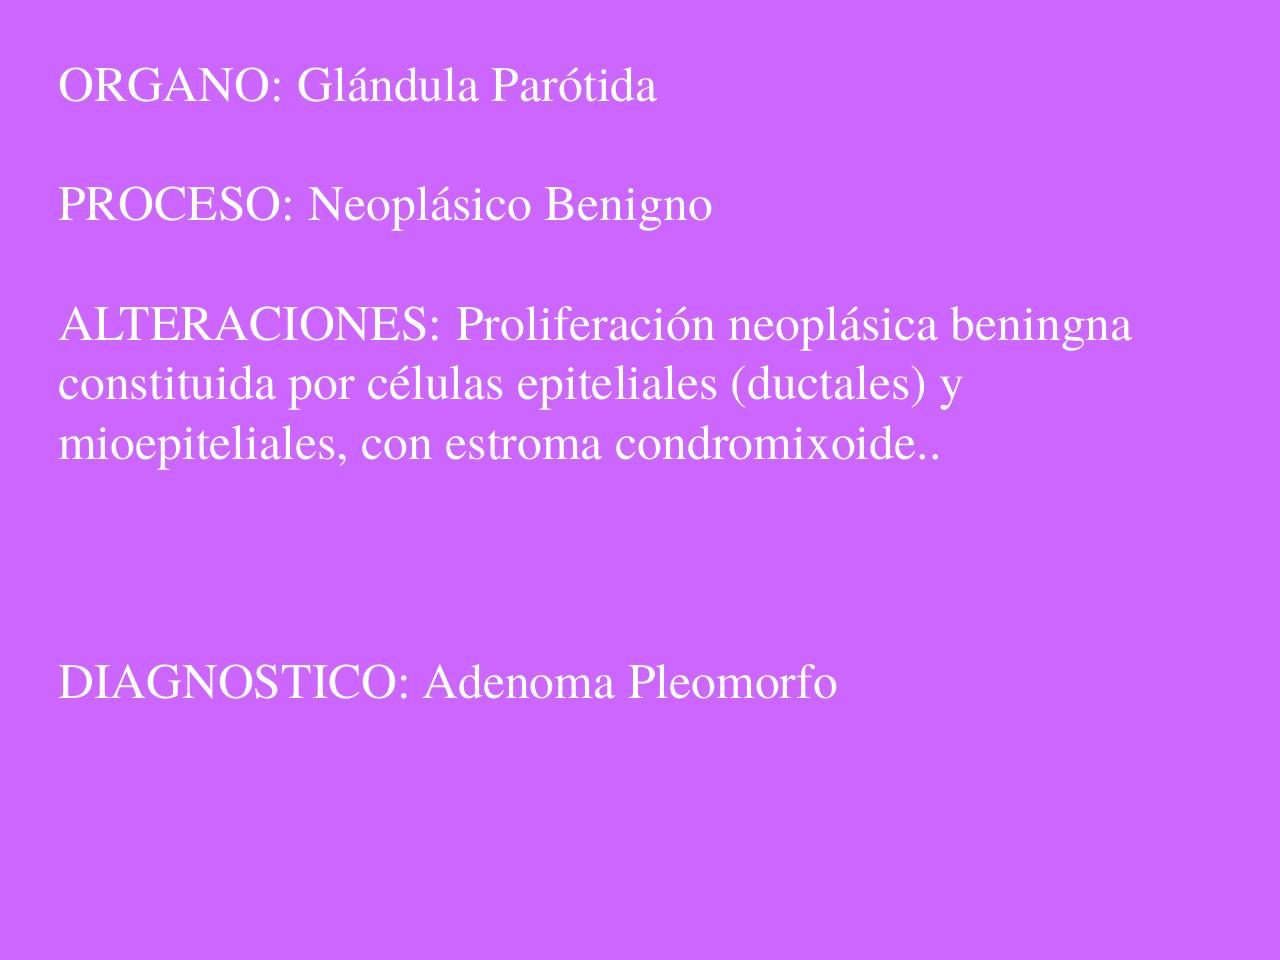 ORGANO: Glándula Parótida
PROCESO: Neoplásico Benigno
ALTERACIONES: Proliferación neoplásica beningna
constituida por células epiteliales (ductales) y
mioepiteliales, con estroma condromixoide..
DIAGNOSTICO: Adenoma Pleomorfo